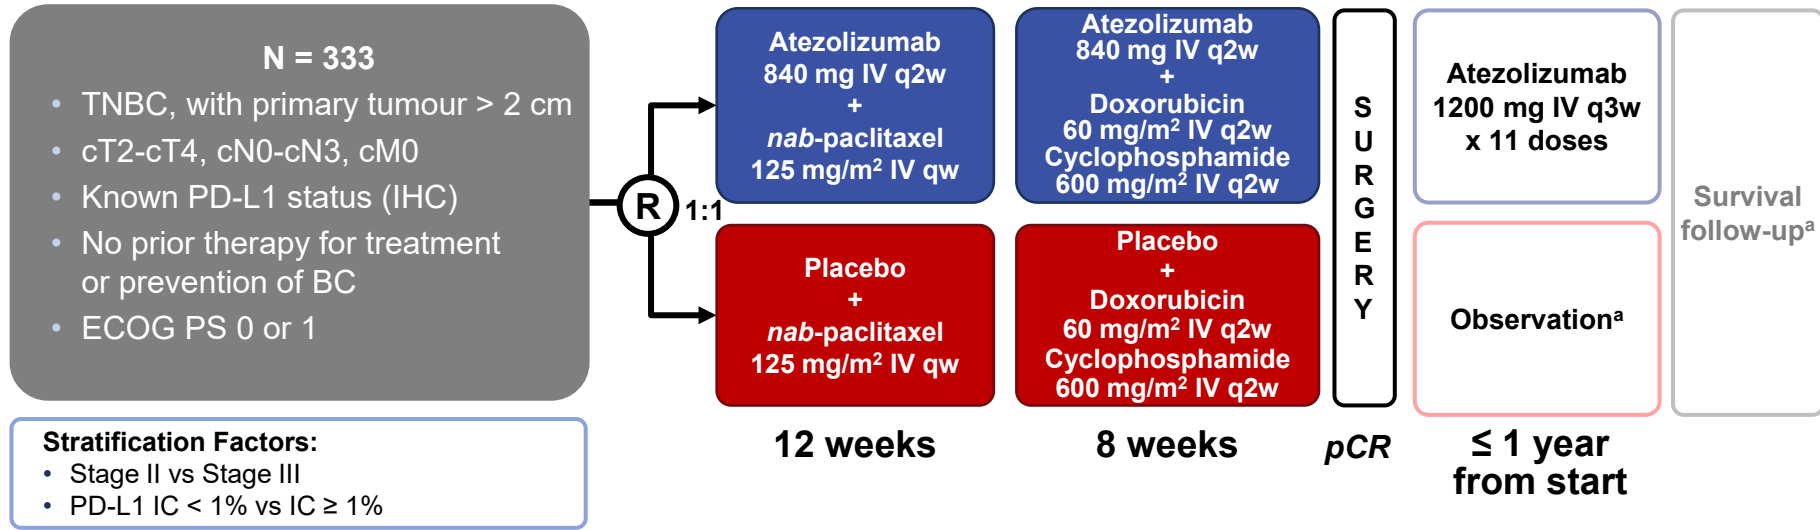 N = 333
• TNBC, with primary tumour > 2 cm
• cT2-cT4, cN0-cN3, cM0
• Known PD-L1 status (IHC)
• No prior therapy for treatment
or prevention of BC
• ECOG PS 0 or 1
Stratification Factors:
• Stage II vs Stage III
• PD-L1 IC < 1% vs IC ≥ 1%
R
1:1
Atezolizumab
840 mg IV q2w
+
nab-paclitaxel
125 mg/m² IV qw
Placebo
+
nab-paclitaxel
125 mg/m² IV qw
12 weeks
Atezolizumab
840 mg IV q2w
+
Doxorubicin
60 mg/m² IV q2w
Cyclophosphamide
600 mg/m² IV q2w
Placebo
+
Doxorubicin
60 mg/m² IV q2w
Cyclophosphamide
600 mg/m² IV q2w
8 weeks
SURGERY
pCR
Atezolizumab
1200 mg IV q3w
x 11 doses
Observationᵃ
≤ 1 year
from start
Survival
follow-upᵃ